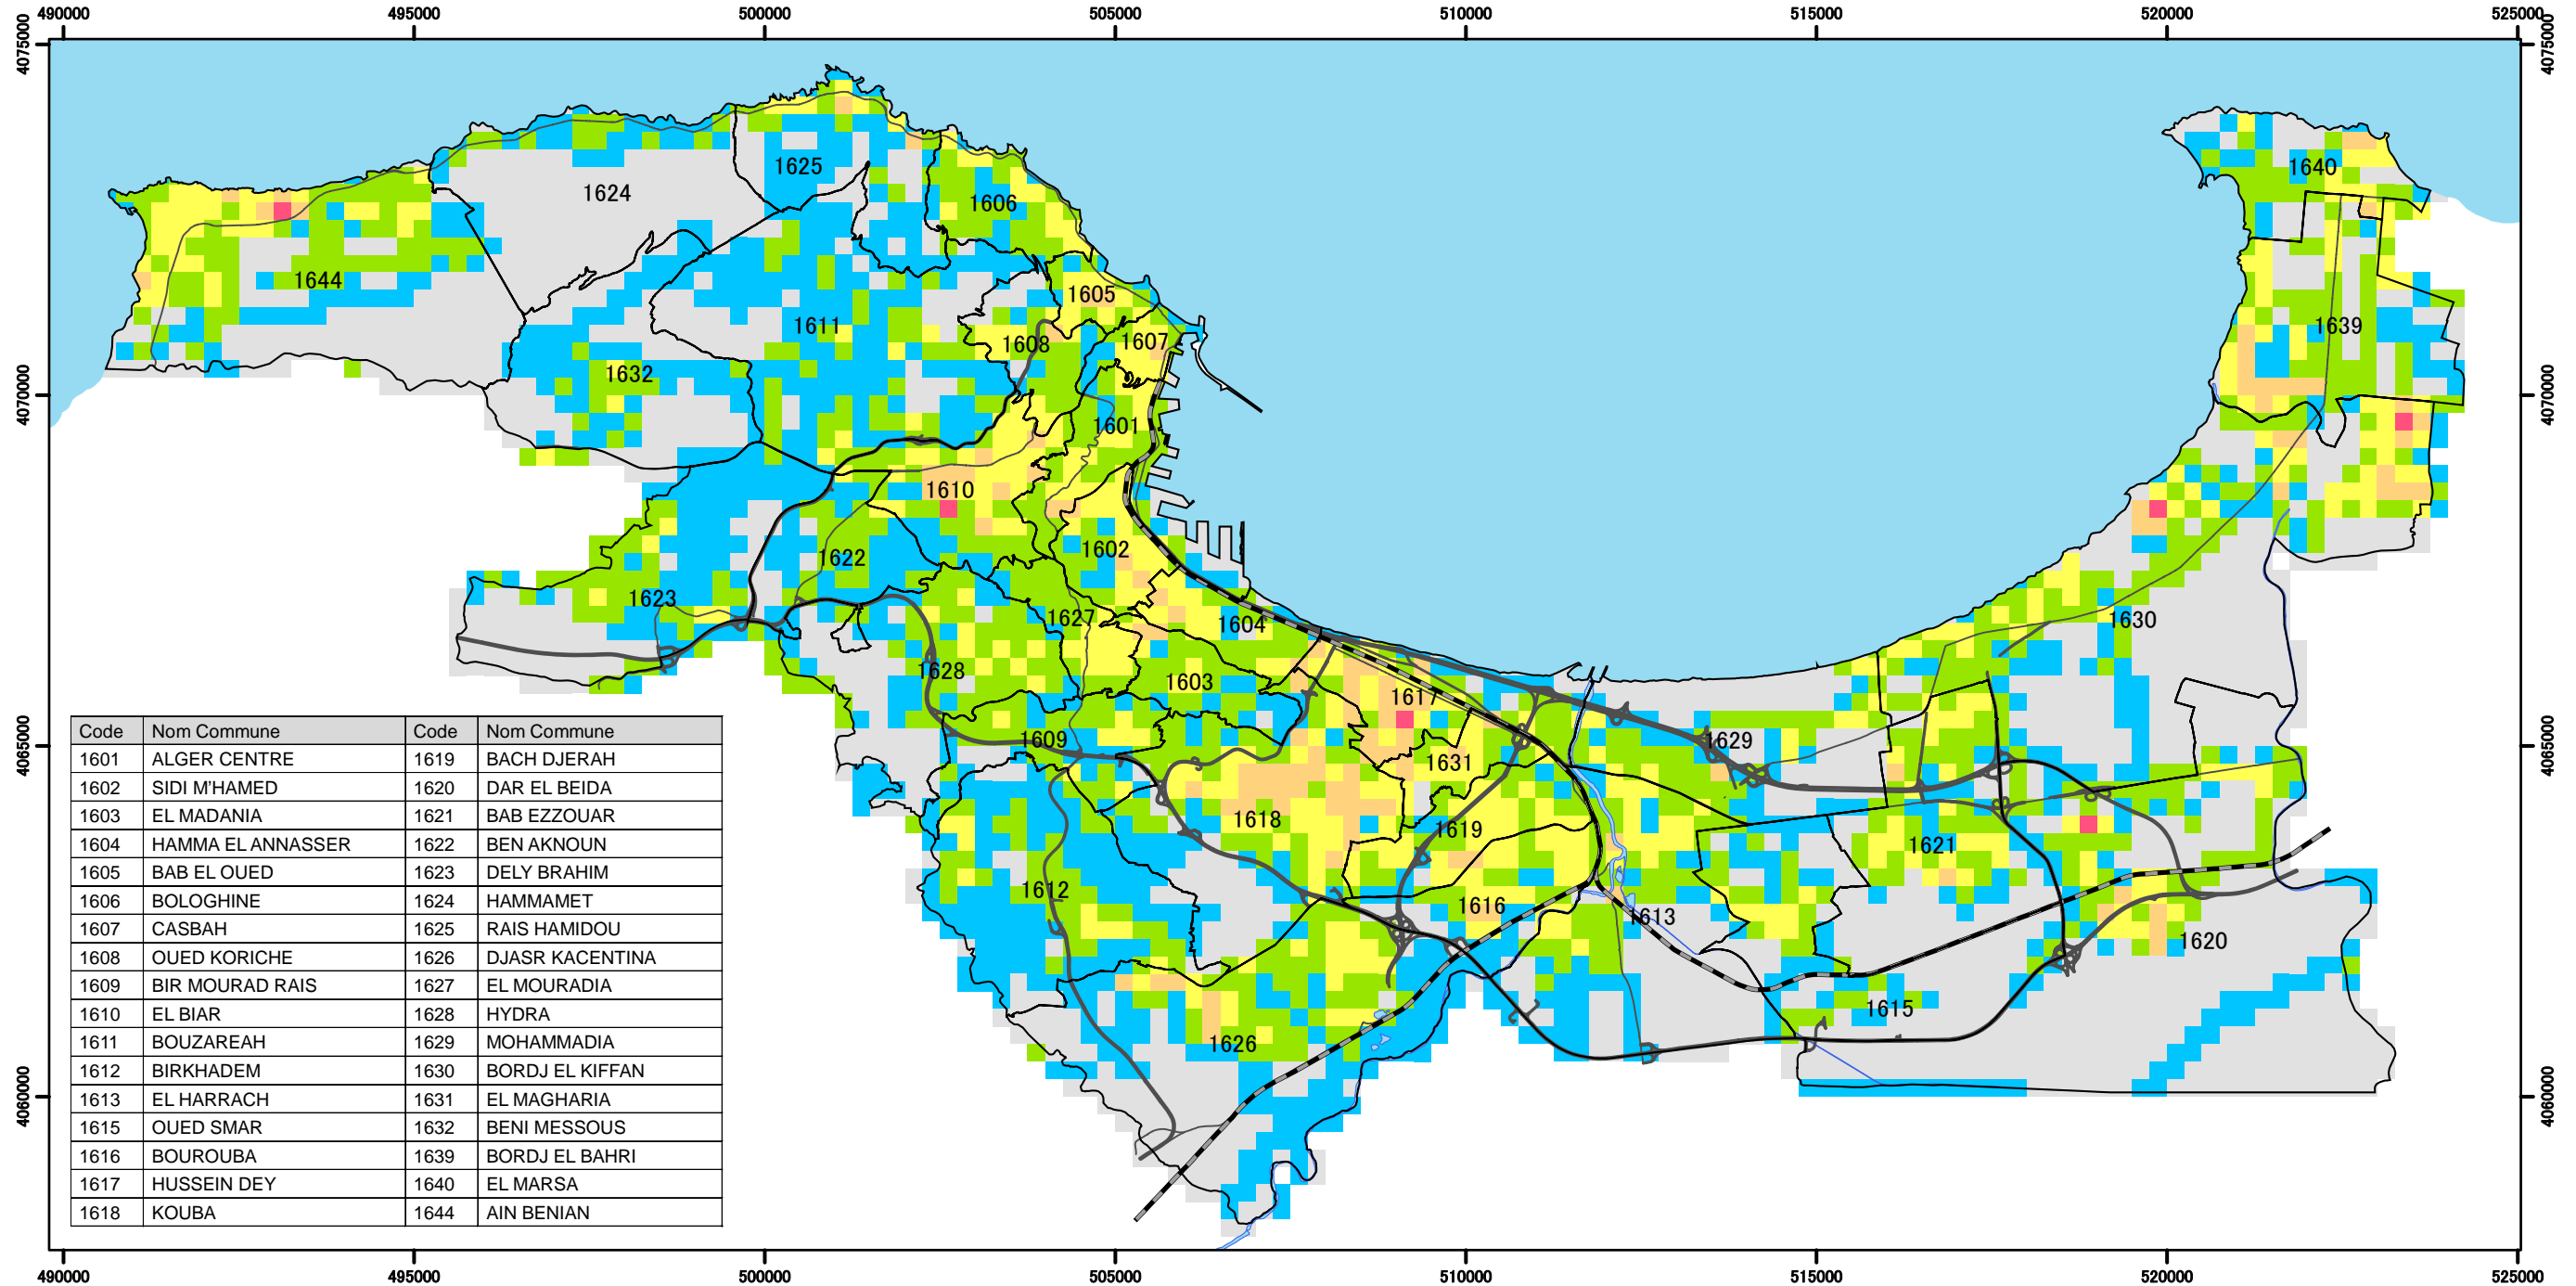 490000 495000 500000 505000 510000 515000 520000 525000
4075000 4075000
1640
1625
1624
1606
1644
1605
1611
1639
1607
1608
1632
4070000 4070000
1601
1610
1602
1622
1623
1627
1604
1630
1628
1603
1617
1609
1629
1631
4065000 4065000
1618
1619
1621
1612
1616
1613
1620
1615
1626
4060000 4060000
Code Nom Commune Code Nom Commune
1601 ALGER CENTRE 1619 BACH DJERAH
1602 SIDI M'HAMED 1620 DAR EL BEIDA
1603 EL MADANIA 1621 BAB EZZOUAR
1604 HAMMA EL ANNASSER 1622 BEN AKNOUN
1605 BAB EL OUED 1623 DELY BRAHIM
1606 BOLOGHINE 1624 HAMMAMET
1607 CASBAH 1625 RAIS HAMIDOU
1608 OUED KORICHE 1626 DJASR KACENTINA
1609 BIR MOURAD RAIS 1627 EL MOURADIA
1610 EL BIAR 1628 HYDRA
1611 BOUZAREAH 1629 MOHAMMADIA
1612 BIRKHADEM 1630 BORDJ EL KIFFAN
1613 EL HARRACH 1631 EL MAGHARIA
1615 OUED SMAR 1632 BENI MESSOUS
1616 BOUROUBA 1639 BORDJ EL BAHRI
1617 HUSSEIN DEY 1640 EL MARSA
1618 KOUBA 1644 AIN BENIAN
490000 495000 500000 505000 510000 515000 520000 525000